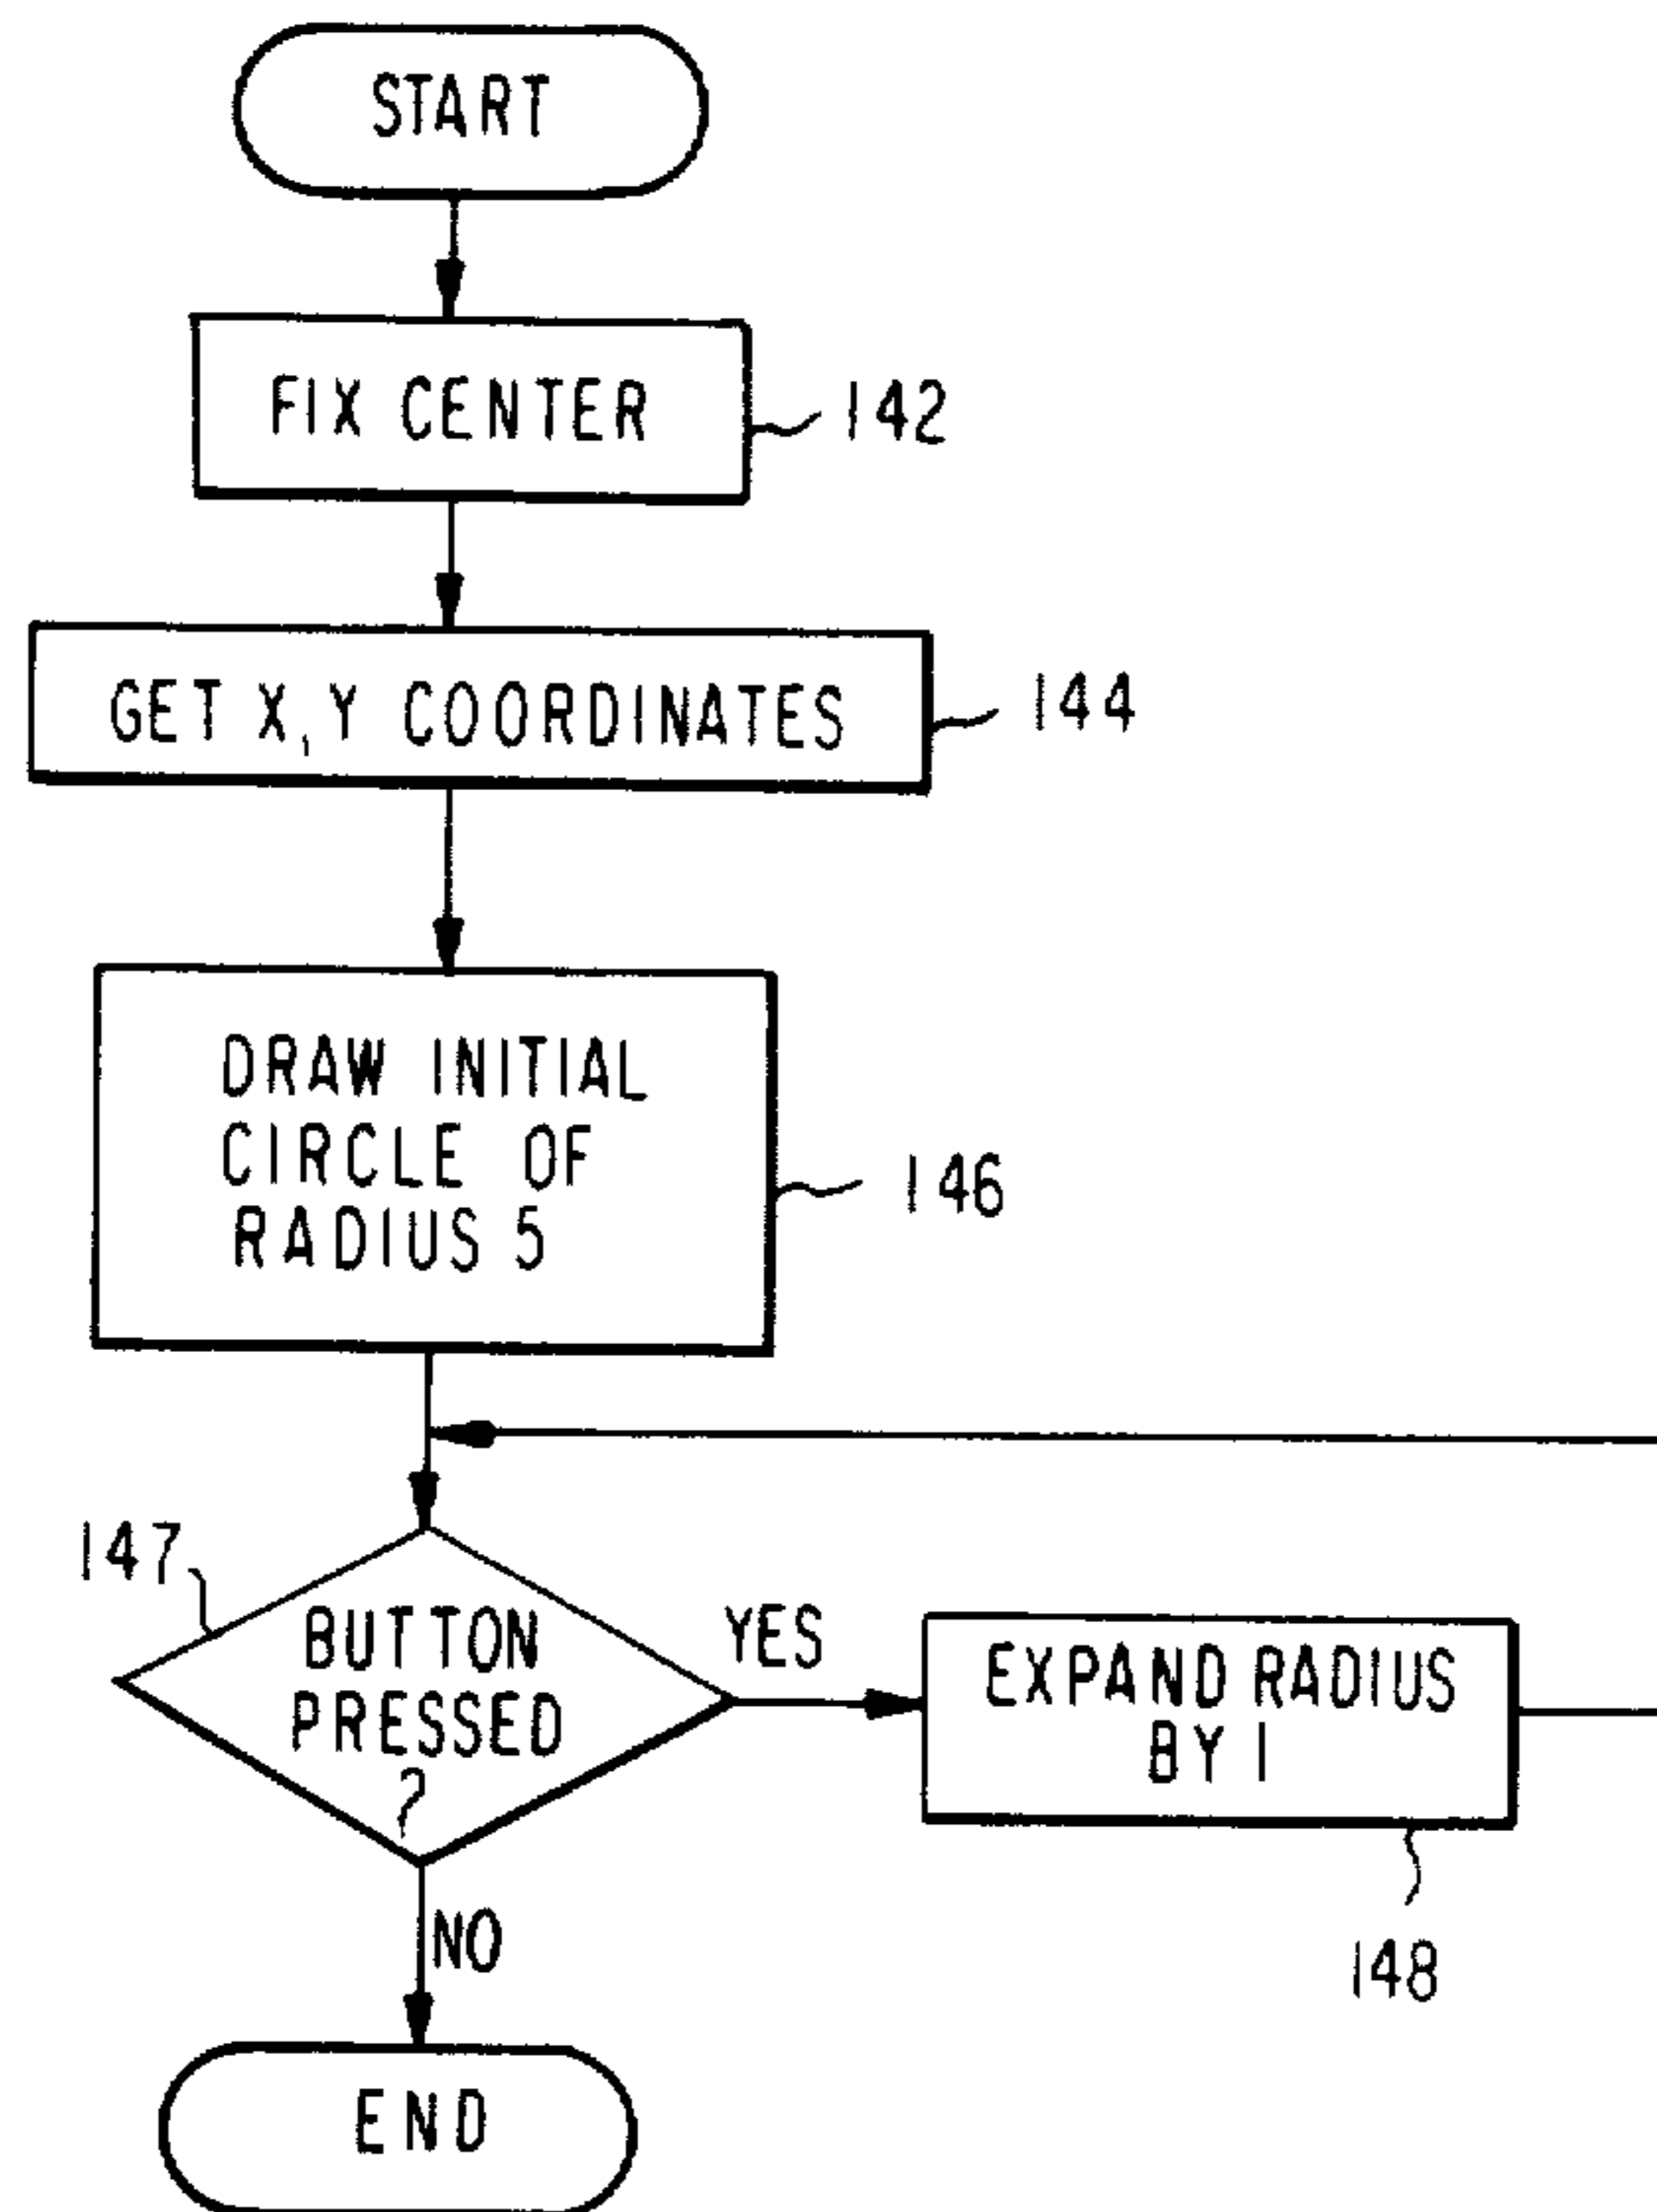 START
FIX CENTER
142
GET X, Y COORDINATES
144
DRAW INITIAL
CIRCLE OF
RADIUS 5
146
147
BUTTON
PRESSED
?
YES
EXPAND RADIUS
BY 1
148
NO
END